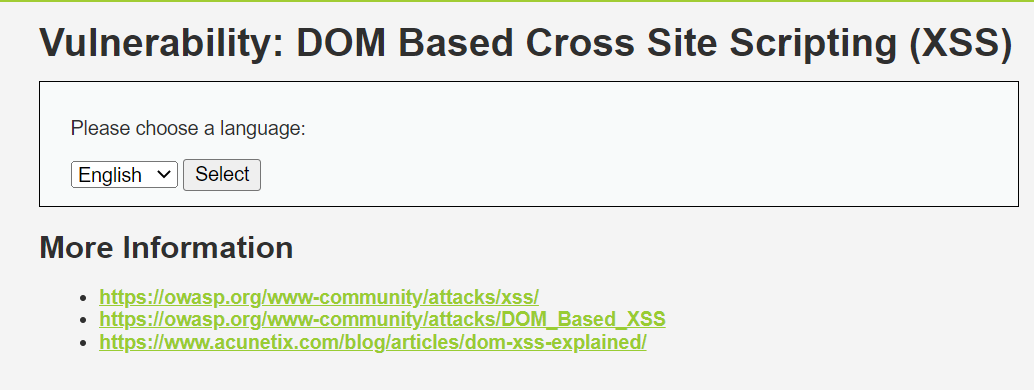 Vulnerability: DOM Based Cross Site Scripting (XSS)
Please choose a language:
English Select
More Information
https://owasp.org/www-community/attacks/xss/
https://owasp.org/www-community/attacks/DOM_Based_XSS
https://www.acunetix.com/blog/articles/dom-xss-explained/